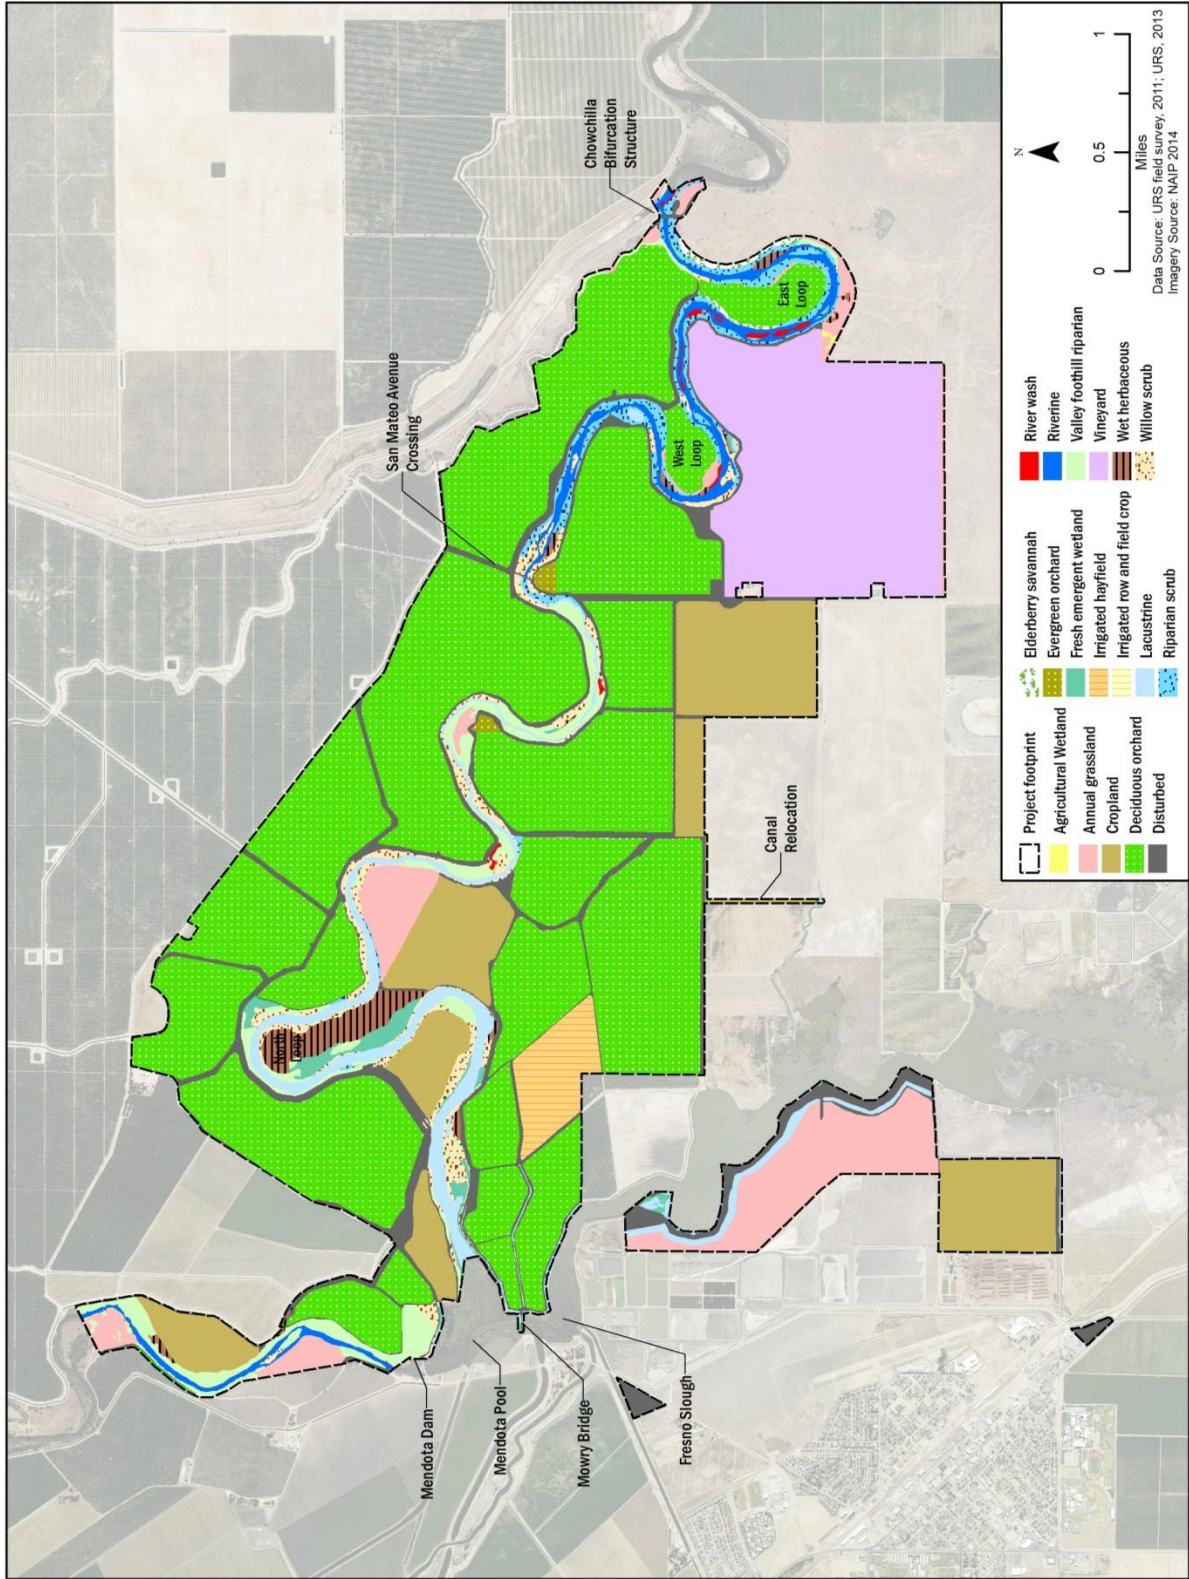 Chowchilla
Bifurcation
Structure
San Mateo Avenue
Crossing
East
Loop
West
Loop
North
Loop
Canal
Relocation
Mendota Dam
Mendota Pool
Mowry Bridge
Fresno Slough
Project footprint
Agricultural Wetland
Annual grassland
Cropland
Deciduous orchard
Disturbed
Elderberry savannah
Evergreen orchard
Fresh emergent wetland
Irrigated hayfield
Irrigated row and field crop
Lacustrine
Riparian scrub
River wash
Riverine
Valley foothill riparian
Vineyard
Wet herbaceous
Willow scrub
N
0 0.5 1
Miles
Data Source: URS field survey, 2011; URS, 2013
Imagery Source: NAIP 2014